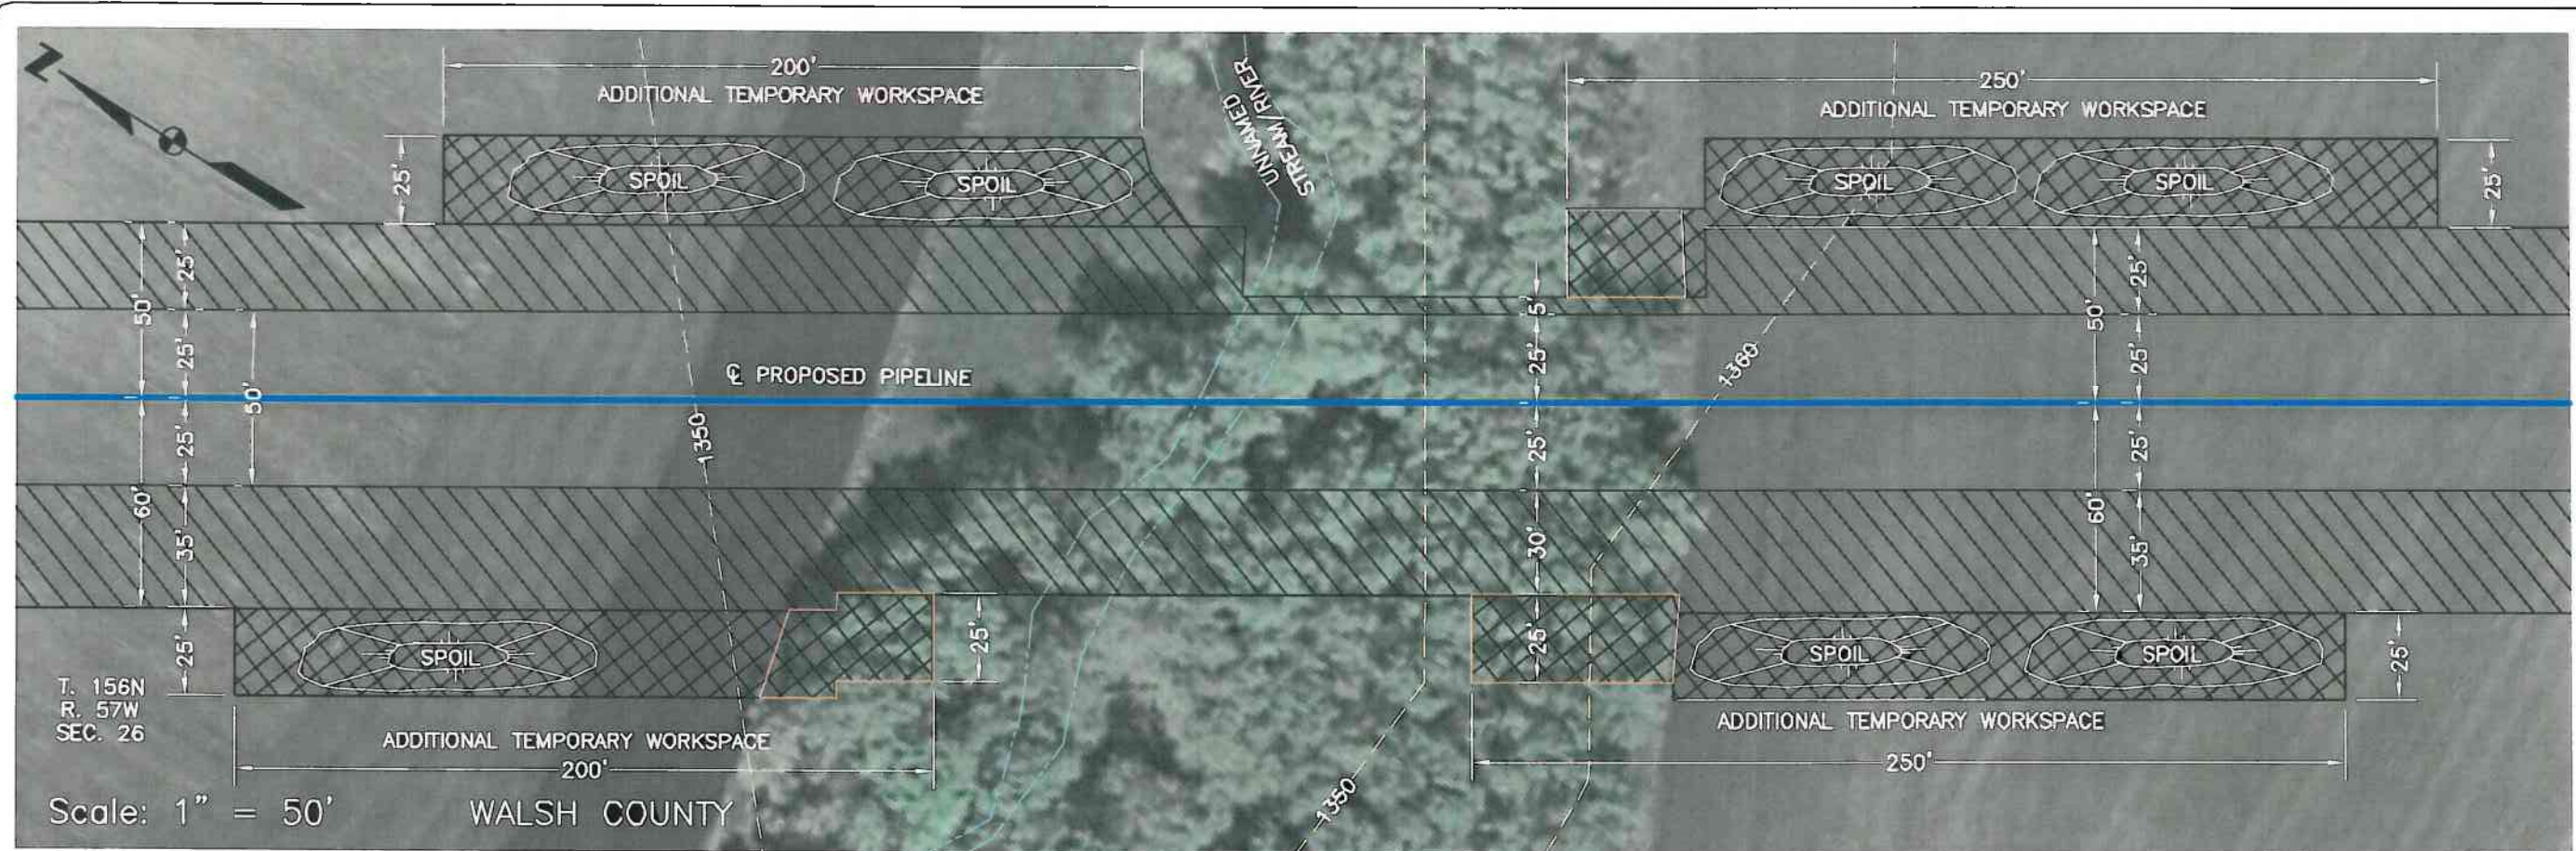 N
200'
ADDITIONAL TEMPORARY WORKSPACE
UNNAMED
STREAM/RIVER
250'
ADDITIONAL TEMPORARY WORKSPACE
25'
SPOIL
SPOIL
SPOIL
SPOIL
25'
50'
25'
25'
50'
5'
25'
50'
25'
25'
℄ PROPOSED PIPELINE
1360
1350
60'
25'
35'
25'
30'
60'
25'
35'
25'
SPOIL
25'
25'
SPOIL
SPOIL
25'
T. 156N
R. 57W
SEC. 26
ADDITIONAL TEMPORARY WORKSPACE
200'
ADDITIONAL TEMPORARY WORKSPACE
250'
1350
Scale: 1" = 50'
WALSH COUNTY